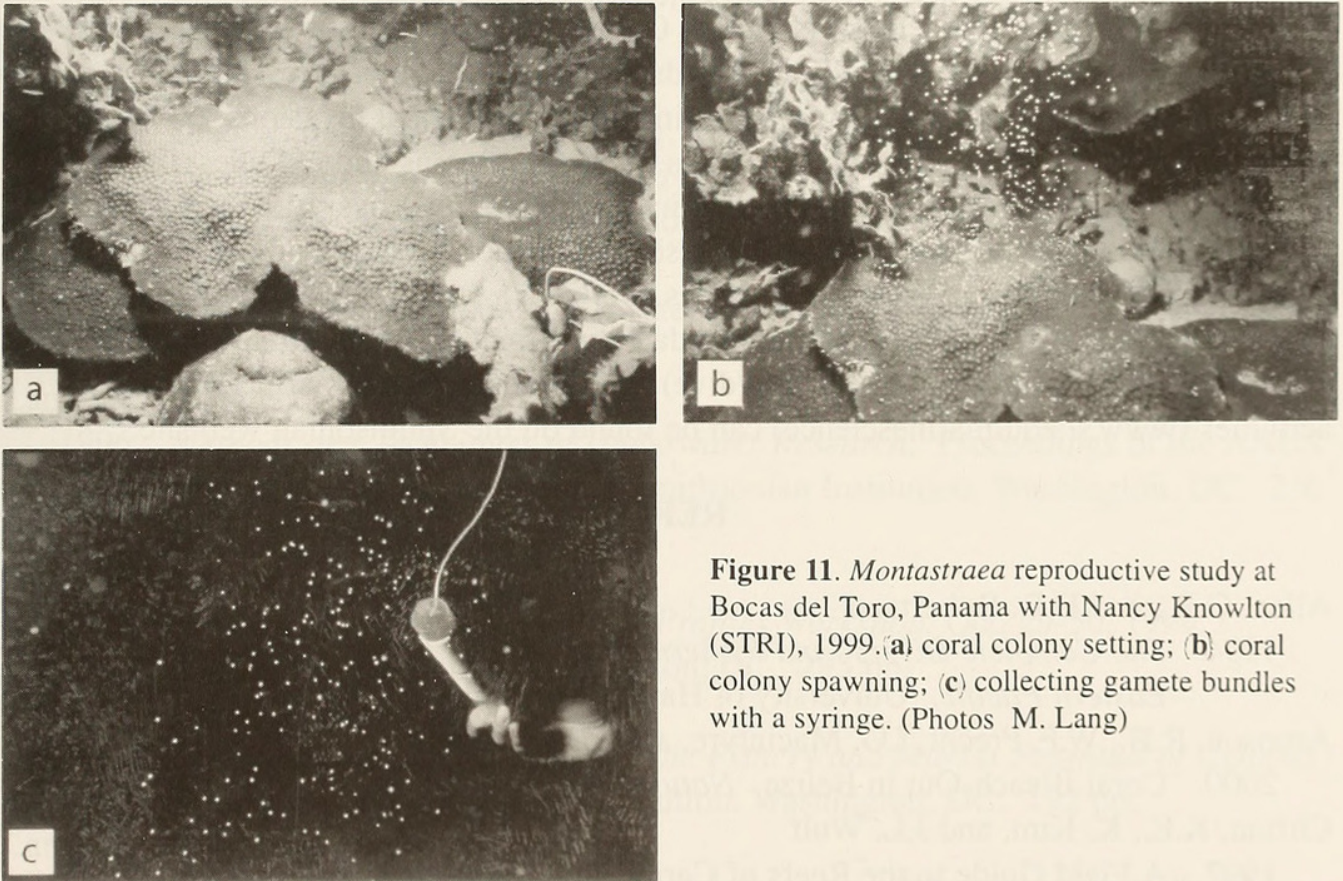 a
b
c
Figure 11. Montastraea reproductive study at
Bocas del Toro, Panama with Nancy Knowlton
(STRI), 1999.(a) coral colony setting; (b) coral
colony spawning; (c) collecting gamete bundles
with a syringe. (Photos M. Lang)